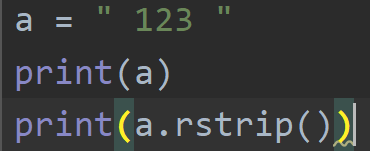 a = " 123 "
print(a)
print(a.rstrip())